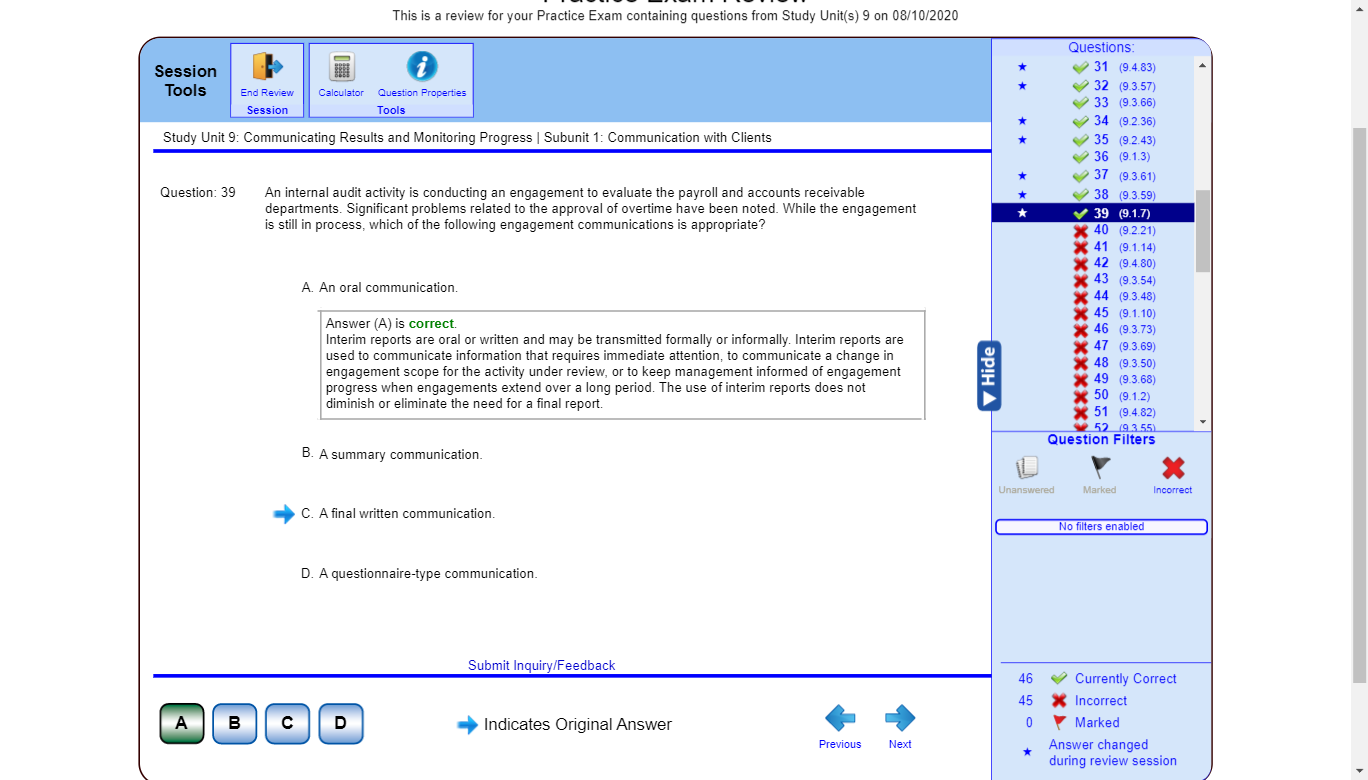 Practice Exam Review
This is a review for your Practice Exam containing questions from Study Unit(s) 9 on 08/10/2020
Session
Tools
End Review
Session
Calculator
Question Properties
Tools
Study Unit 9: Communicating Results and Monitoring Progress | Subunit 1: Communication with Clients
Question: 39
An internal audit activity is conducting an engagement to evaluate the payroll and accounts receivable
departments. Significant problems related to the approval of overtime have been noted. While the engagement
is still in process, which of the following engagement communications is appropriate?
A. An oral communication.
Answer (A) is correct.
Interim reports are oral or written and may be transmitted formally or informally. Interim reports are
used to communicate information that requires immediate attention, to communicate a change in
engagement scope for the activity under review, or to keep management informed of engagement
progress when engagements extend over a long period. The use of interim reports does not
diminish or eliminate the need for a final report.
B. A summary communication.
C. A final written communication.
D. A questionnaire-type communication.
Submit Inquiry/Feedback
A
B
C
D
Indicates Original Answer
Previous
Next
Hide
Questions:
31 (9.4.83)
32 (9.3.57)
33 (9.3.66)
34 (9.2.36)
35 (9.2.43)
36 (9.1.3)
37 (9.3.61)
38 (9.3.59)
39 (9.1.7)
40 (9.2.21)
41 (9.1.14)
42 (9.4.80)
43 (9.3.54)
44 (9.3.48)
45 (9.1.10)
46 (9.3.73)
47 (9.3.69)
48 (9.3.50)
49 (9.3.68)
50 (9.1.2)
51 (9.4.82)
52 (9.3.55)
Question Filters
Unanswered
Marked
Incorrect
No filters enabled
46 Currently Correct
45 Incorrect
0 Marked
Answer changed
during review session